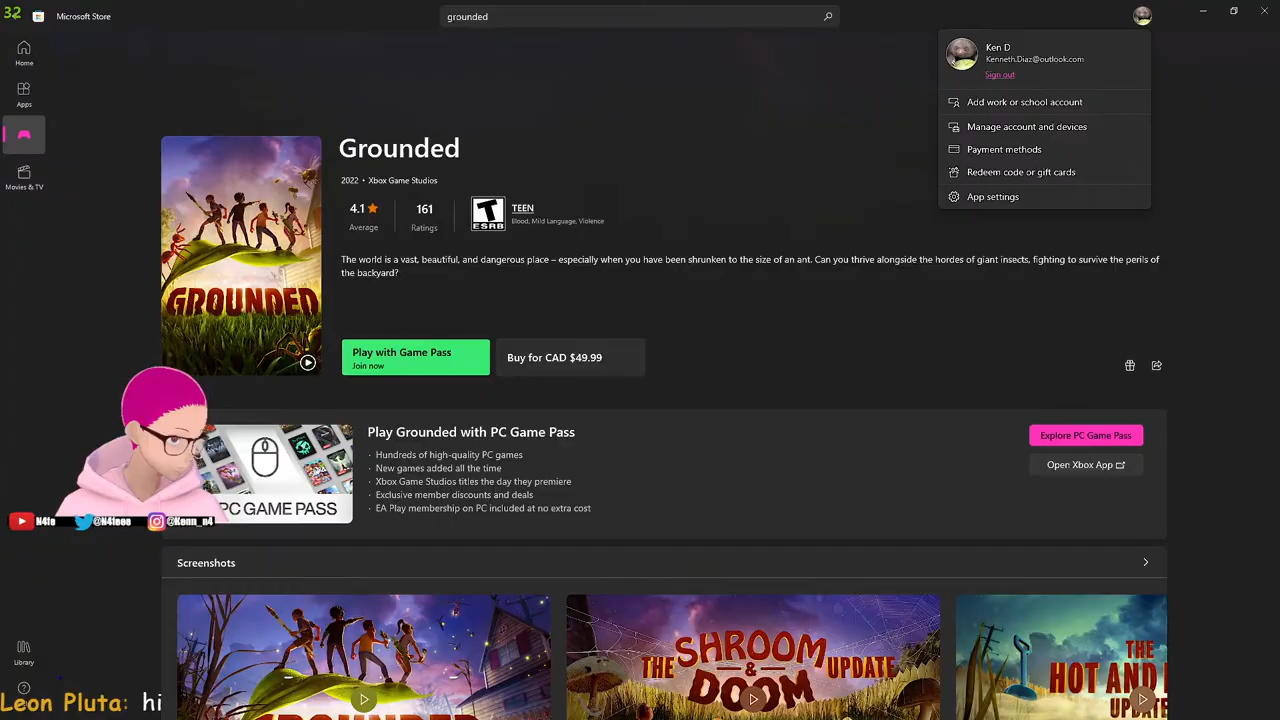 32
Microsoft Store
grounded
Home
Apps
Movies & TV
Library
Ken D
Kenneth.Diaz@outlook.com
Sign out
Add work or school account
Manage account and devices
Payment methods
Redeem code or gift cards
App settings
GROUNDED
Grounded
2022 • Xbox Game Studios
4.1
Average
161
Ratings
T
ESRB
TEEN
Blood, Mild Language, Violence
The world is a vast, beautiful, and dangerous place – especially when you have been shrunken to the size of an ant. Can you thrive alongside the hordes of giant insects, fighting to survive the perils of
the backyard?
Play with Game Pass
Join now
Buy for CAD $49.99
PC GAME PASS
Play Grounded with PC Game Pass
· Hundreds of high-quality PC games
· New games added all the time
· Xbox Game Studios titles the day they premiere
· Exclusive member discounts and deals
· EA Play membership on PC included at no extra cost
Explore PC Game Pass
Open Xbox App
@N4fees
@Kenn_n4
Screenshots
GROUNDED
THE SHROOM & DOOM UPDATE
THE
HOT AND
UPDATE
Leon Pluta: hi